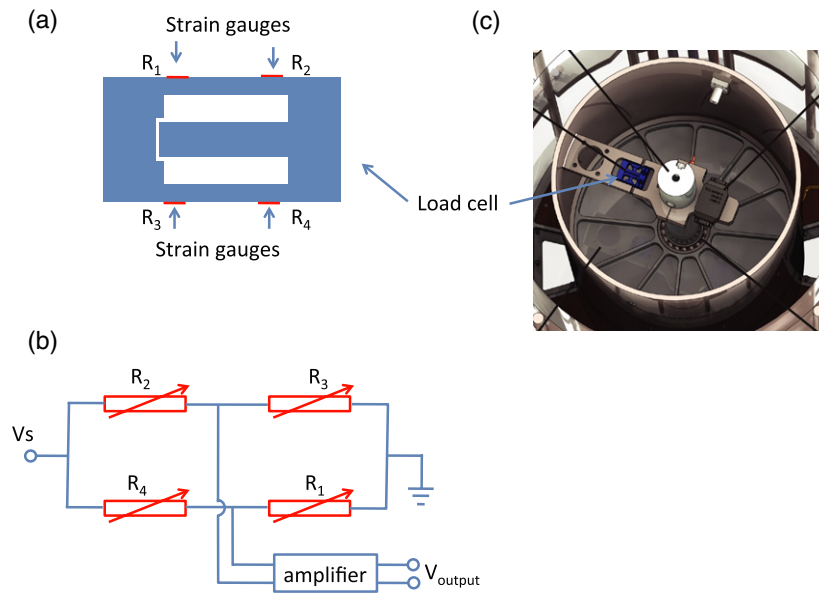 (a)
Strain gauges
R1
R2
R3
R4
Strain gauges
Load cell
(c)
(b)
R2
R3
Vs
R4
R1
amplifier
Voutput